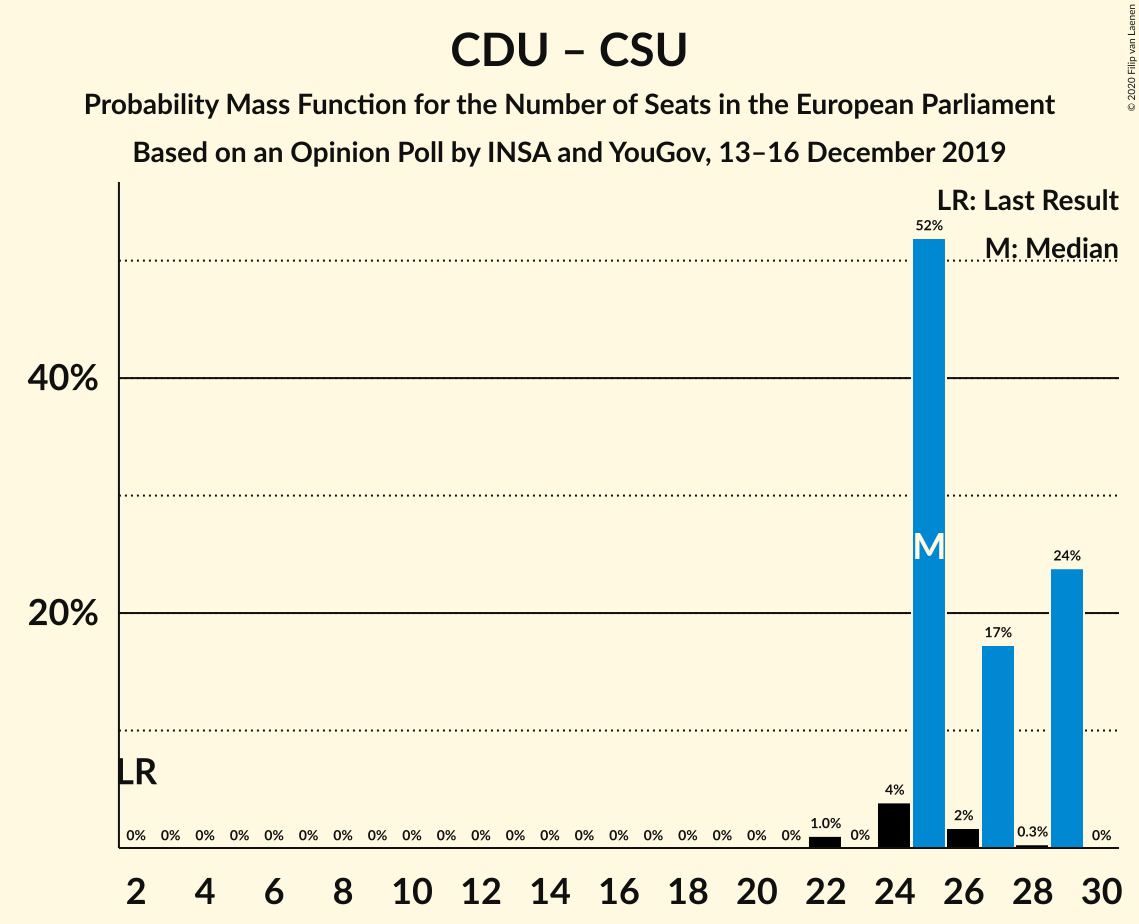 CDU – CSU
Probability Mass Function for the Number of Seats in the European Parliament
Based on an Opinion Poll by INSA and YouGov, 13–16 December 2019
© 2020 Filip van Laenen
LR: Last Result
M: Median
52%
40%
M
24%
20%
17%
LR
4%
0% 0% 0% 0% 0% 0% 0% 0% 0% 0% 0% 0% 0% 0% 0% 0% 0% 0% 0% 0% 1.0% 0% 2% 0.3% 0%
2 4 6 8 10 12 14 16 18 20 22 24 26 28 30